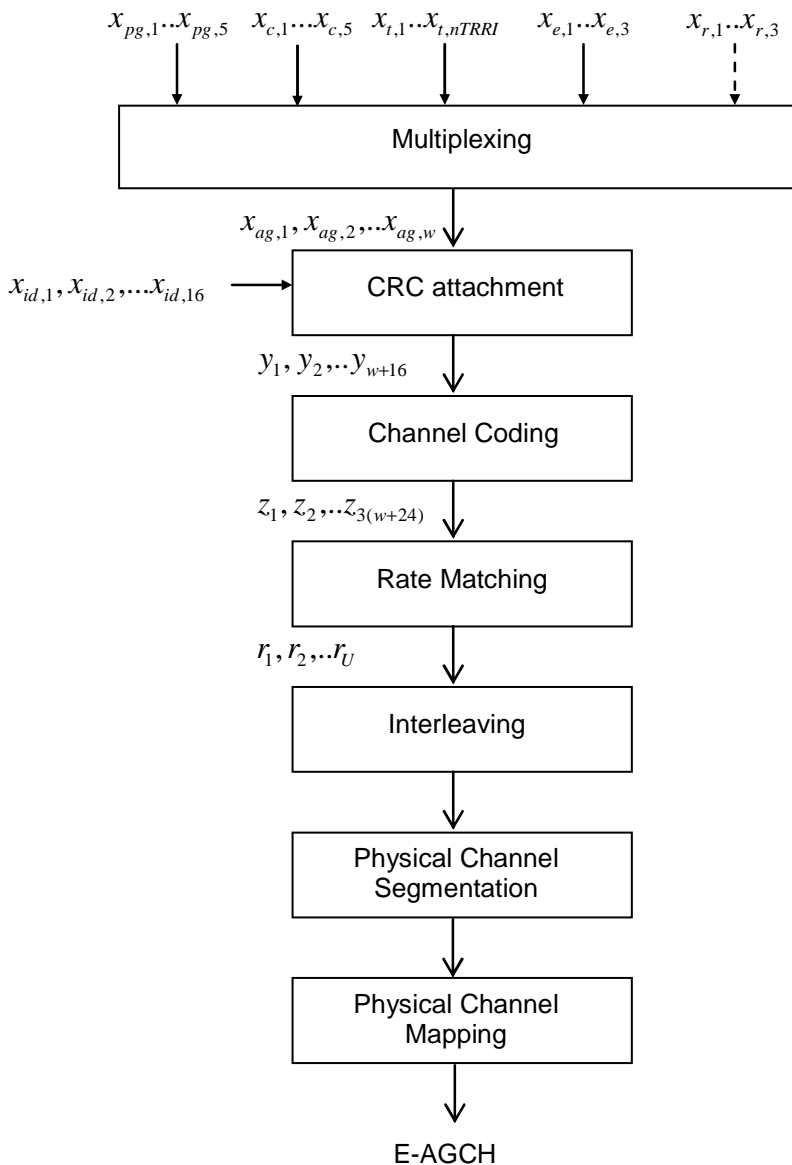 x_{pg,1}..x_{pg,5} x_{c,1}...x_{c,5} x_{t,1}..x_{t,nTRRI} x_{e,1}..x_{e,3} x_{r,1}..x_{r,3}
Multiplexing
x_{ag,1}, x_{ag,2},..x_{ag,w}
x_{id,1}, x_{id,2},...x_{id,16}
CRC attachment
y_1, y_2,..y_{w+16}
Channel Coding
z_1, z_2,..z_{3(w+24)}
Rate Matching
r_1, r_2,..r_U
Interleaving
Physical Channel
Segmentation
Physical Channel
Mapping
E-AGCH